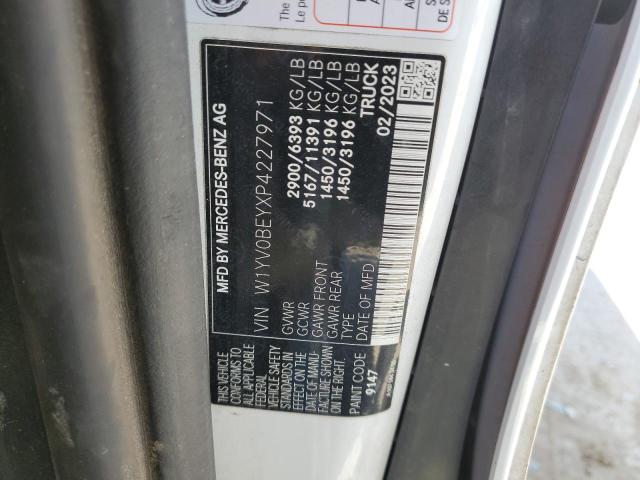 MFD BY MERCEDES-BENZ AG
VIN W1YV0BEYXP4227971
GVWR 2900/6393 KG/LB
GCWR 5167/11391 KG/LB
GAWR FRONT 1450/3196 KG/LB
GAWR REAR 1450/3196 KG/LB
TYPE TRUCK
DATE OF MFD 02/2023
THIS VEHICLE
CONFORMS TO
ALL APPLICABLE
FEDERAL
VEHICLE SAFETY
STANDARDS IN
EFFECT ON THE
DATE OF MANU-
FACTURE SHOWN
ON THE RIGHT.
PAINT CODE
9147
The
Le p
DE S